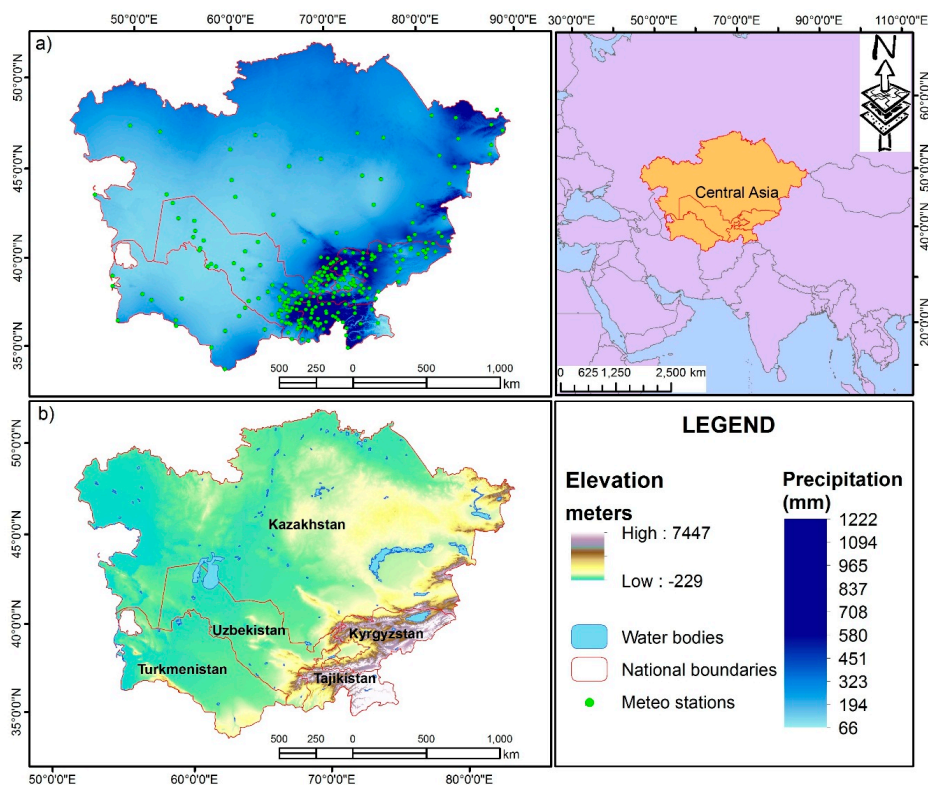 50°0'0"E 60°0'0"E 70°0'0"E 80°0'0"E 90°0'0"E
a)
50°0'0"N
45°0'0"N
40°0'0"N
35°0'0"N
500 250 0 500 1,000
km
30°0'0"E 50°0'0"E 70°0'0"E 90°0'0"E 110°0'0"E
N
Central Asia
60°0'0"N
50°0'0"N
40°0'0"N
20°0'0"N
0 625 1,250 2,500 km
b)
50°0'0"N
45°0'0"N
40°0'0"N
35°0'0"N
Kazakhstan
Uzbekistan
Kyrgyzstan
Turkmenistan
Tajikistan
500 250 0 500 1,000
km
50°0'0"E 60°0'0"E 70°0'0"E 80°0'0"E
LEGEND
Elevation
meters
High : 7447
Low : -229
Water bodies
National boundaries
Meteo stations
Precipitation
(mm)
1222
1094
965
837
708
580
451
323
194
66